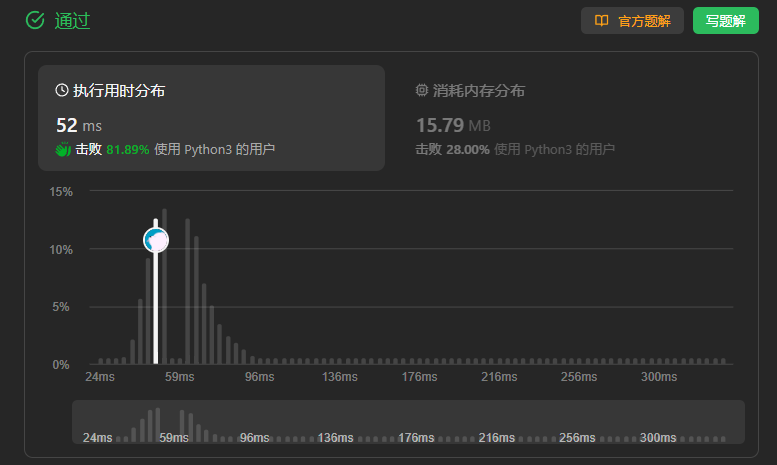 通过
官方题解
写题解
执行用时分布
52 ms
击败 81.89% 使用 Python3 的用户
消耗内存分布
15.79 MB
击败 28.00% 使用 Python3 的用户
15%
10%
5%
0%
24ms 59ms 96ms 136ms 176ms 216ms 256ms 300ms
24ms 59ms 96ms 136ms 176ms 216ms 256ms 300ms